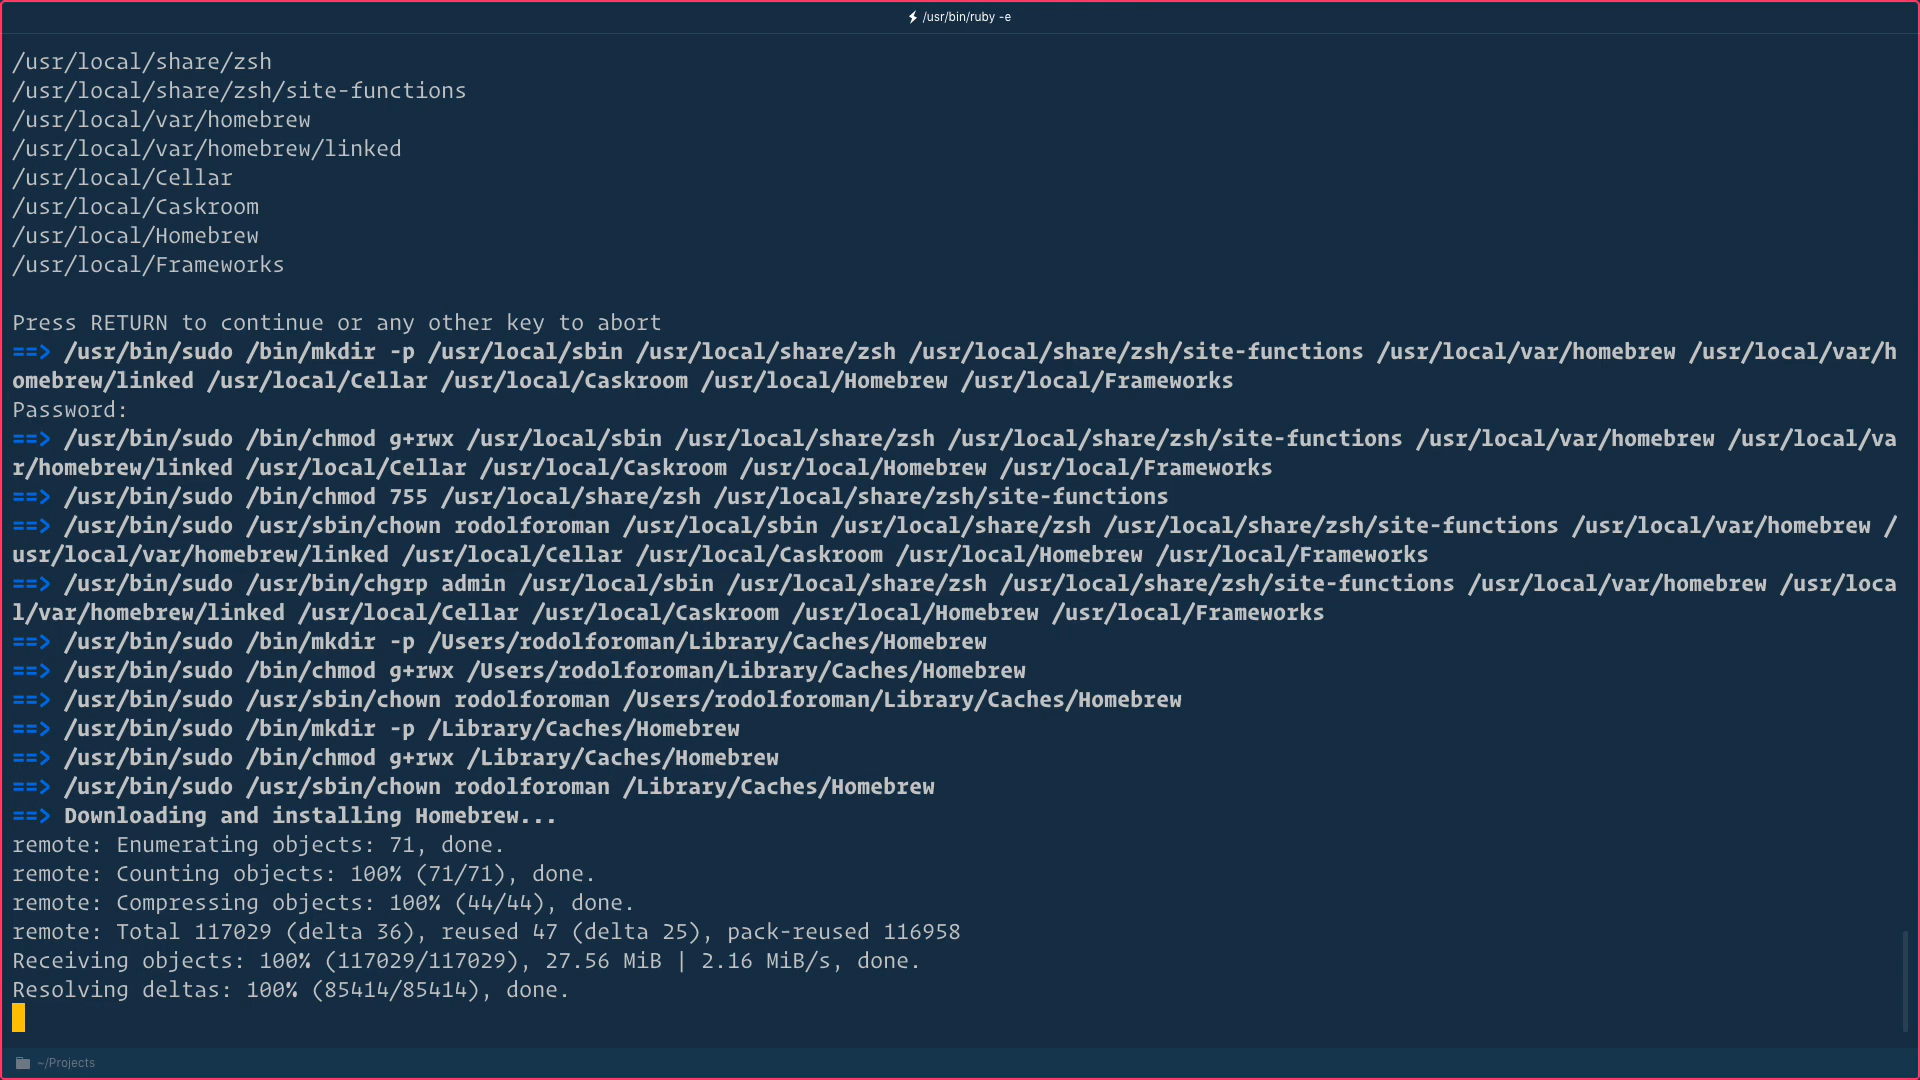 /usr/bin/ruby -e
/usr/local/share/zsh
/usr/local/share/zsh/site-functions
/usr/local/var/homebrew
/usr/local/var/homebrew/linked
/usr/local/Cellar
/usr/local/Caskroom
/usr/local/Homebrew
/usr/local/Frameworks
Press RETURN to continue or any other key to abort
==> /usr/bin/sudo /bin/mkdir -p /usr/local/sbin /usr/local/share/zsh /usr/local/share/zsh/site-functions /usr/local/var/homebrew /usr/local/var/h
omebrew/linked /usr/local/Cellar /usr/local/Caskroom /usr/local/Homebrew /usr/local/Frameworks
Password:
==> /usr/bin/sudo /bin/chmod g+rwx /usr/local/sbin /usr/local/share/zsh /usr/local/share/zsh/site-functions /usr/local/var/homebrew /usr/local/va
r/homebrew/linked /usr/local/Cellar /usr/local/Caskroom /usr/local/Homebrew /usr/local/Frameworks
==> /usr/bin/sudo /bin/chmod 755 /usr/local/share/zsh /usr/local/share/zsh/site-functions
==> /usr/bin/sudo /usr/sbin/chown rodolforoman /usr/local/sbin /usr/local/share/zsh /usr/local/share/zsh/site-functions /usr/local/var/homebrew /
usr/local/var/homebrew/linked /usr/local/Cellar /usr/local/Caskroom /usr/local/Homebrew /usr/local/Frameworks
==> /usr/bin/sudo /usr/bin/chgrp admin /usr/local/sbin /usr/local/share/zsh /usr/local/share/zsh/site-functions /usr/local/var/homebrew /usr/loca
l/var/homebrew/linked /usr/local/Cellar /usr/local/Caskroom /usr/local/Homebrew /usr/local/Frameworks
==> /usr/bin/sudo /bin/mkdir -p /Users/rodolforoman/Library/Caches/Homebrew
==> /usr/bin/sudo /bin/chmod g+rwx /Users/rodolforoman/Library/Caches/Homebrew
==> /usr/bin/sudo /usr/sbin/chown rodolforoman /Users/rodolforoman/Library/Caches/Homebrew
==> /usr/bin/sudo /bin/mkdir -p /Library/Caches/Homebrew
==> /usr/bin/sudo /bin/chmod g+rwx /Library/Caches/Homebrew
==> /usr/bin/sudo /usr/sbin/chown rodolforoman /Library/Caches/Homebrew
==> Downloading and installing Homebrew...
remote: Enumerating objects: 71, done.
remote: Counting objects: 100% (71/71), done.
remote: Compressing objects: 100% (44/44), done.
remote: Total 117029 (delta 36), reused 47 (delta 25), pack-reused 116958
Receiving objects: 100% (117029/117029), 27.56 MiB | 2.16 MiB/s, done.
Resolving deltas: 100% (85414/85414), done.
~/Projects